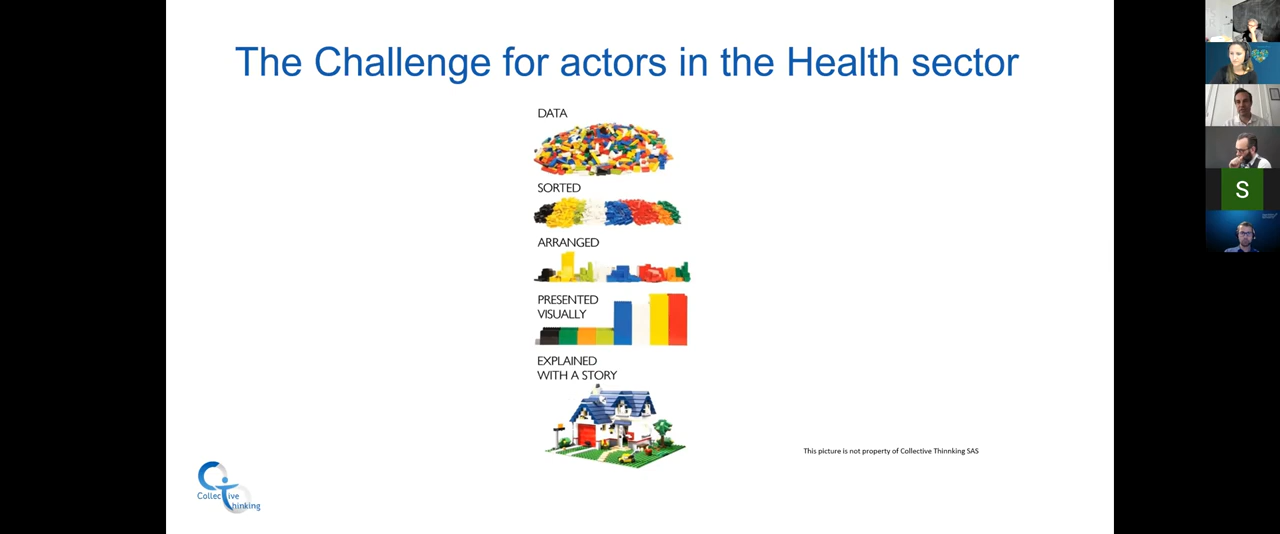 The Challenge for actors in the Health sector
DATA
SORTED
ARRANGED
PRESENTED
VISUALLY
EXPLAINED
WITH A STORY
This picture is not property of Collective Thinnking SAS
Collective
Thinking
S